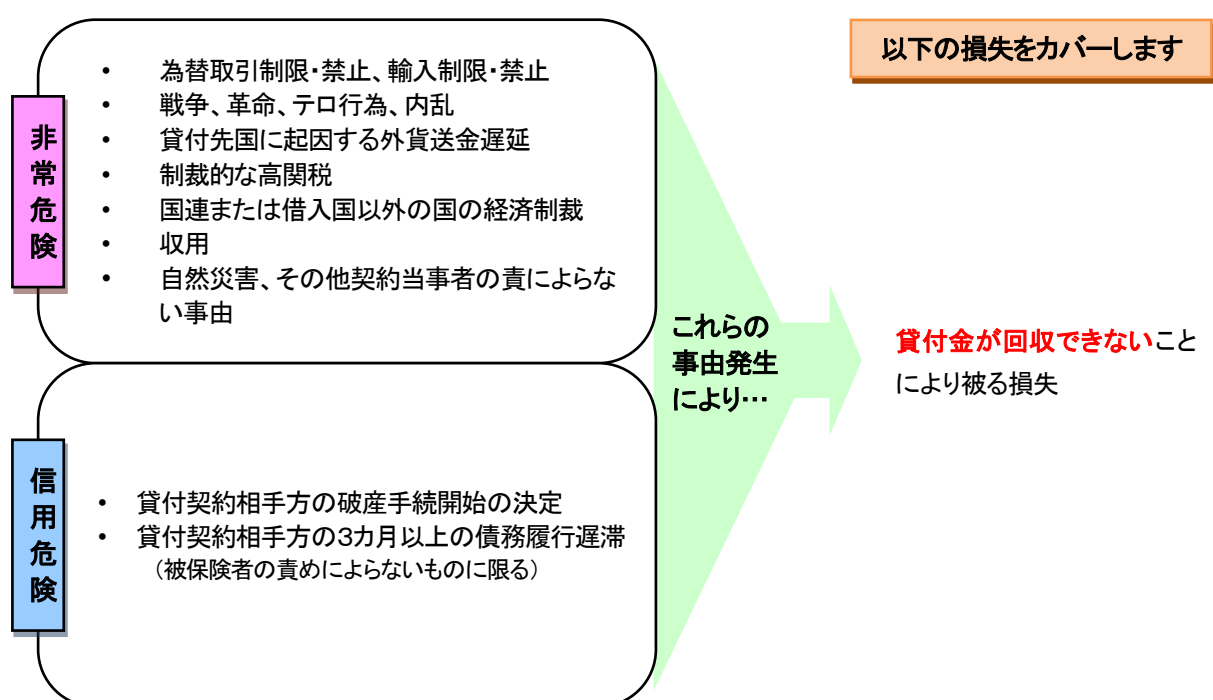 非常危険
• 為替取引制限・禁止、輸入制限・禁止
• 戦争、革命、テロ行為、内乱
• 貸付先国に起因する外貨送金遅延
• 制裁的な高関税
• 国連または借入国以外の国の経済制裁
• 収用
• 自然災害、その他契約当事者の責によらな
い事由
信用危険
• 貸付契約相手方の破産手続開始の決定
• 貸付契約相手方の3カ月以上の債務履行遅滞
（被保険者の責めによらないものに限る）
これらの
事由発生
により…
以下の損失をカバーします
貸付金が回収できないこと
により被る損失